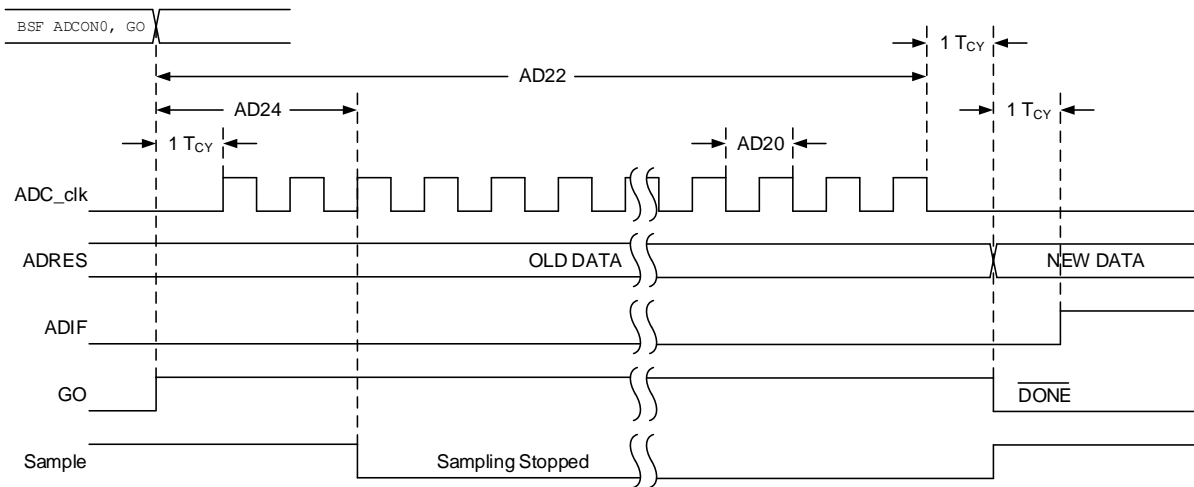 BSF ADCON0, GO
1 TCY
AD22
AD24
1 TCY
1 TCY
AD20
ADC_clk
ADRES
OLD DATA
NEW DATA
ADIF
GO
DONE
Sample
Sampling Stopped